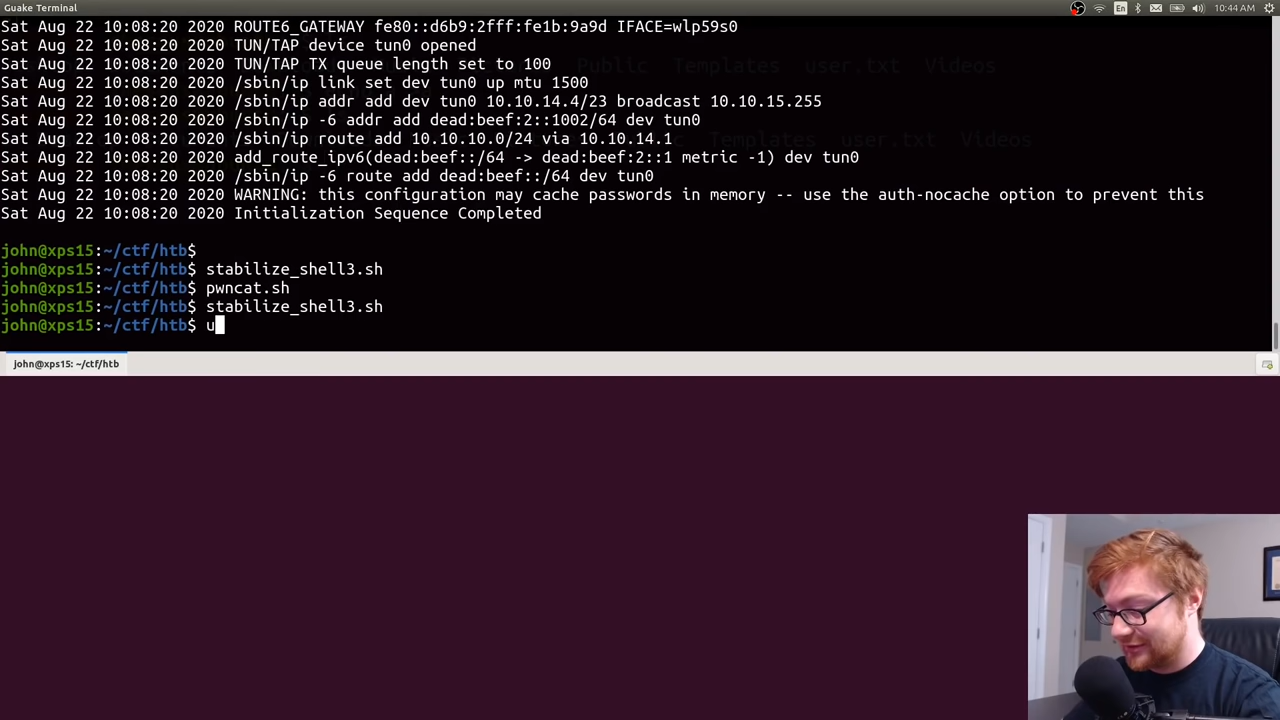 Guake Terminal
En
10:44 AM
Sat Aug 22 10:08:20 2020 ROUTE6_GATEWAY fe80::d6b9:2fff:fe1b:9a9d IFACE=wlp59s0
Sat Aug 22 10:08:20 2020 TUN/TAP device tun0 opened
Sat Aug 22 10:08:20 2020 TUN/TAP TX queue length set to 100
Public Templates user.txt Videos
Sat Aug 22 10:08:20 2020 /sbin/ip link set dev tun0 up mtu 1500
Sat Aug 22 10:08:20 2020 /sbin/ip addr add dev tun0 10.10.14.4/23 broadcast 10.10.15.255
Sat Aug 22 10:08:20 2020 /sbin/ip -6 addr add dead:beef:2::1002/64 dev tun0
Sat Aug 22 10:08:20 2020 /sbin/ip route add 10.10.10.0/24 via 10.10.14.1
Templates user.txt Videos
Sat Aug 22 10:08:20 2020 add_route_ipv6(dead:beef::/64 -> dead:beef:2::1 metric -1) dev tun0
Sat Aug 22 10:08:20 2020 /sbin/ip -6 route add dead:beef::/64 dev tun0
Sat Aug 22 10:08:20 2020 WARNING: this configuration may cache passwords in memory -- use the auth-nocache option to prevent this
Sat Aug 22 10:08:20 2020 Initialization Sequence Completed
john@xps15:~/ctf/htb$
john@xps15:~/ctf/htb$ stabilize_shell3.sh
john@xps15:~/ctf/htb$ pwncat.sh
john@xps15:~/ctf/htb$ stabilize_shell3.sh
john@xps15:~/ctf/htb$ u
john@xps15: ~/ctf/htb